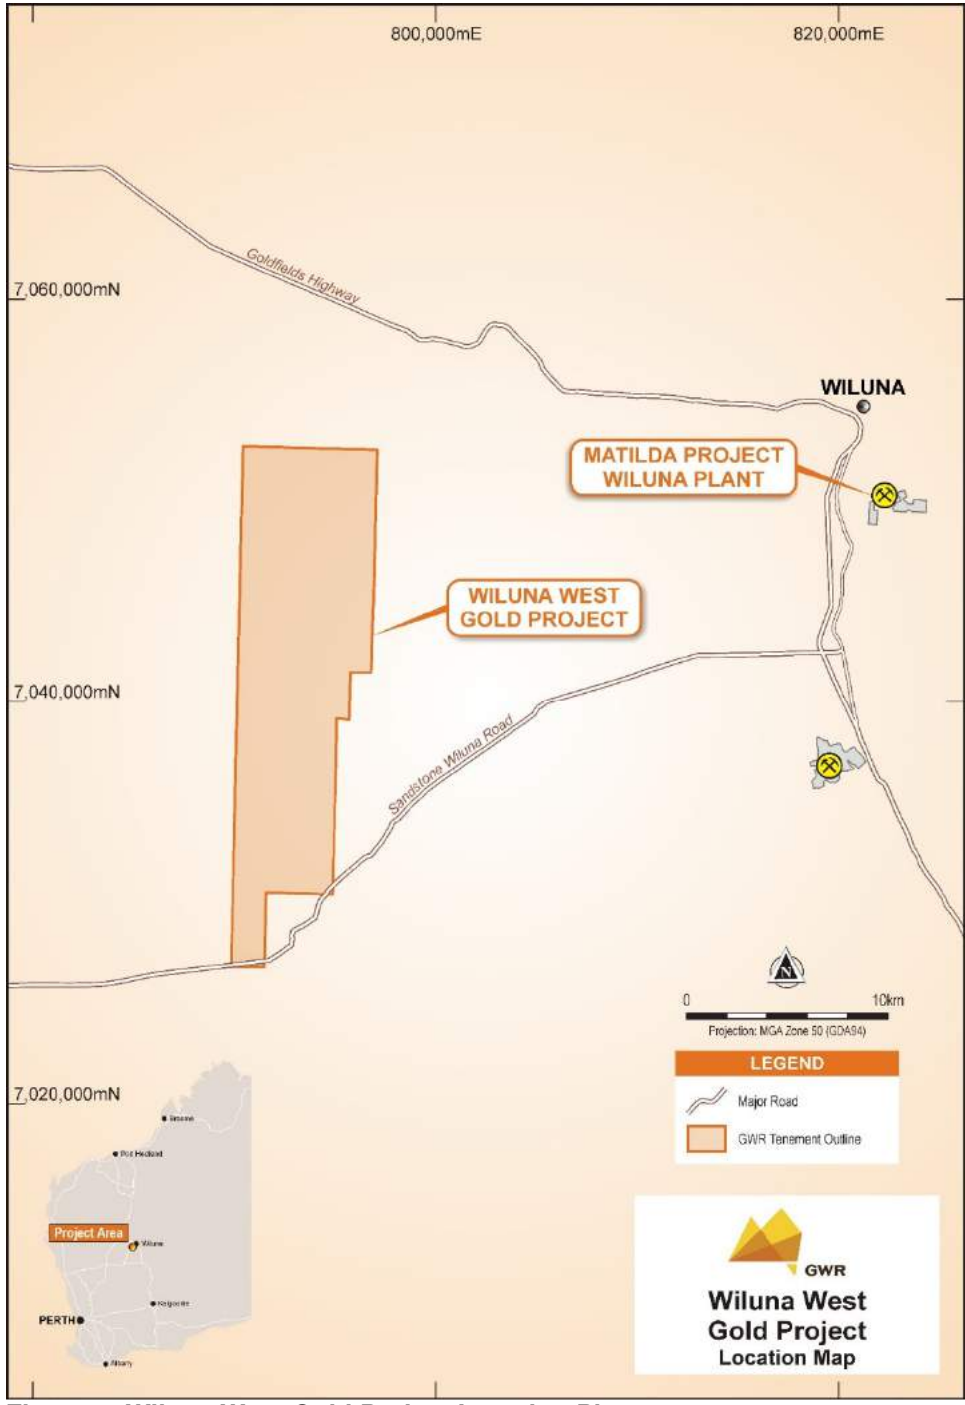 800,000mE
820,000mE
Goldfields Highway
7,060,000mN
WILUNA
MATILDA PROJECT
WILUNA PLANT
WILUNA WEST
GOLD PROJECT
7,040,000mN
Sandstone Wiluna Road
N
0 10km
Projection: MGA Zone 50 (GDA94)
LEGEND
Major Road
GWR Tenement Outline
7,020,000mN
Broome
Port Hedland
Project Area
Wiluna
Kalgoorlie
PERTH
Albany
GWR
Wiluna West
Gold Project
Location Map